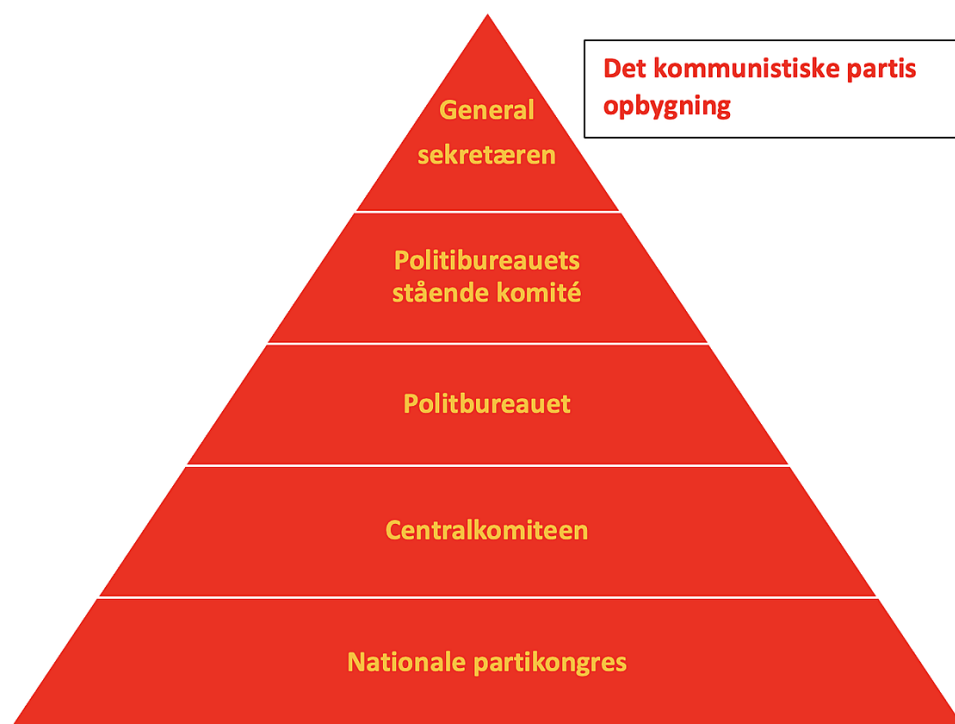 Det kommunistiske partis
opbygning
General
sekretæren
Politibureauets
stående komité
Politbureauet
Centralkomiteen
Nationale partikongres